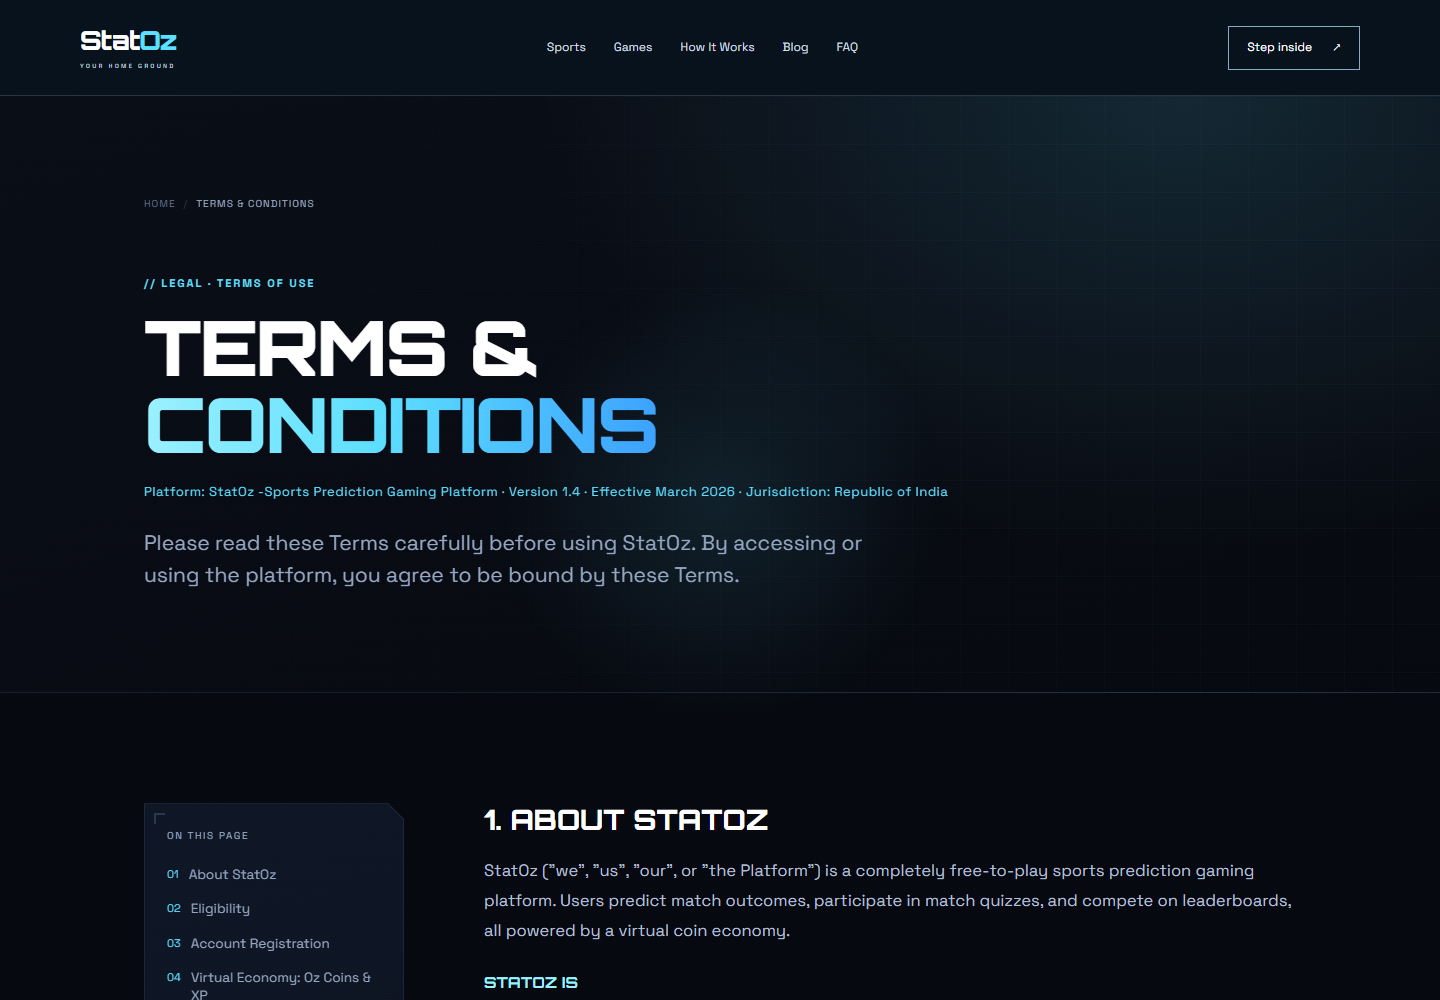 StatOz
YOUR HOME GROUND
Sports
Games
How It Works
Blog
FAQ
Step inside ↗
HOME / TERMS & CONDITIONS
// LEGAL · TERMS OF USE
TERMS &
CONDITIONS
Platform: StatOz -Sports Prediction Gaming Platform · Version 1.4 · Effective March 2026 · Jurisdiction: Republic of India
Please read these Terms carefully before using StatOz. By accessing or
using the platform, you agree to be bound by these Terms.
ON THIS PAGE
01 About StatOz
02 Eligibility
03 Account Registration
04 Virtual Economy: Oz Coins &
XP
1. ABOUT STATOZ
StatOz ("we", "us", "our", or "the Platform") is a completely free-to-play sports prediction gaming
platform. Users predict match outcomes, participate in match quizzes, and compete on leaderboards,
all powered by a virtual coin economy.
STATOZ IS